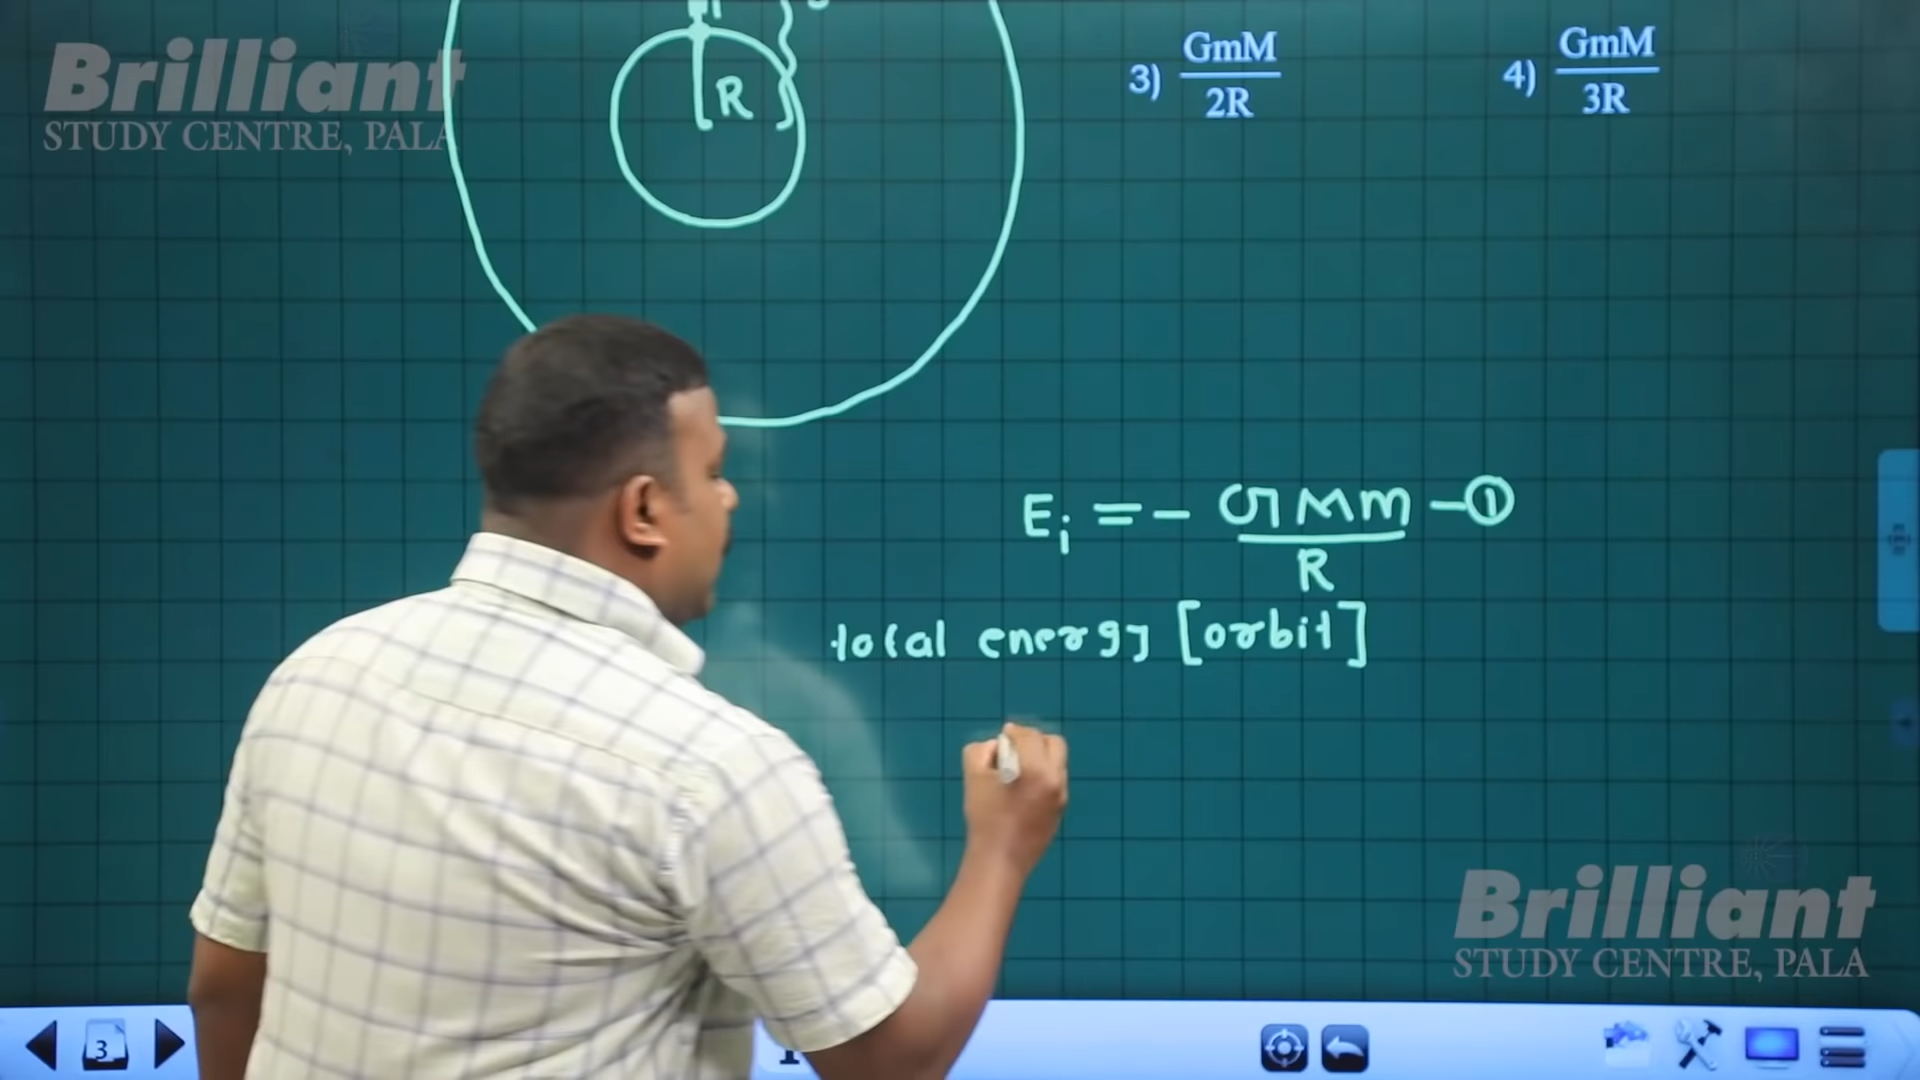 Brilliant
STUDY CENTRE, PALA
R
3) GmM
2R
4) GmM
3R
E i = - GMm - ①
R
total energy [orbit]
Brilliant
STUDY CENTRE, PALA
3